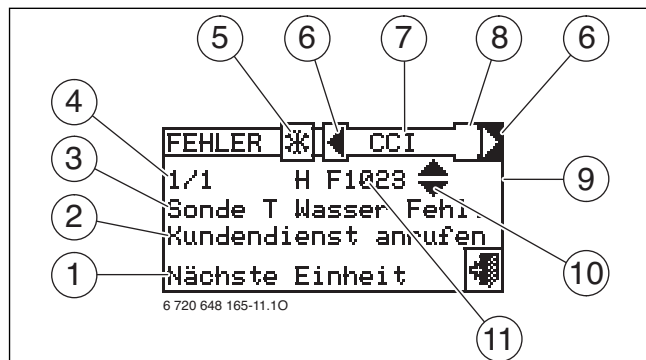 5 6 7 8 6
4
FEHLER CCI
1/1 H F1023
3
9
Sonde T Wasser Fehl.
2
Kundendienst anrufen
1
Nächste Einheit
10
6 720 648 165-11.1O
11